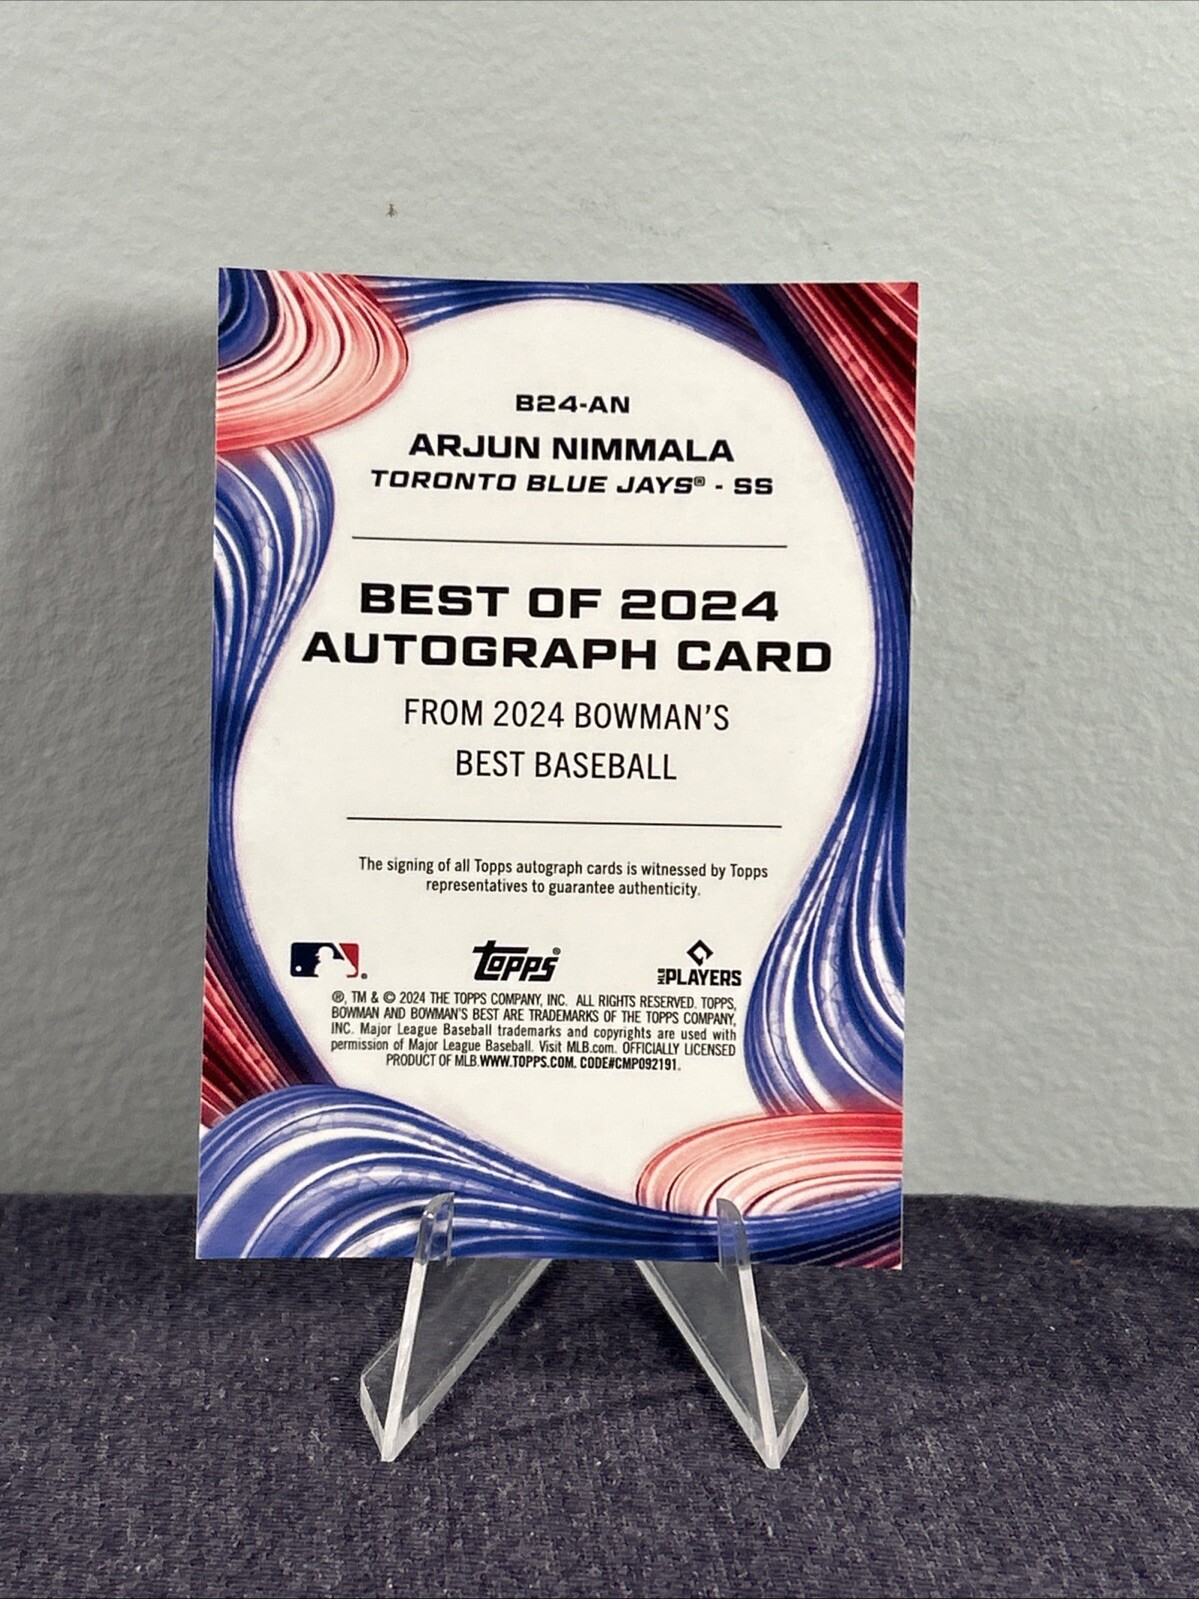 B24-AN
ARJUN NIMMALA
TORONTO BLUE JAYS® - SS
BEST OF 2024
AUTOGRAPH CARD
FROM 2024 BOWMAN'S
BEST BASEBALL
The signing of all Topps autograph cards is witnessed by Topps
representatives to guarantee authenticity.
® topps® MLB PLAYERS
®, TM & © 2024 THE TOPPS COMPANY, INC. ALL RIGHTS RESERVED. TOPPS,
BOWMAN AND BOWMAN'S BEST ARE TRADEMARKS OF THE TOPPS COMPANY,
INC. Major League Baseball trademarks and copyrights are used with
permission of Major League Baseball. Visit MLB.com. OFFICIALLY LICENSED
PRODUCT OF MLB.WWW.TOPPS.COM. CODE#CMP092191.